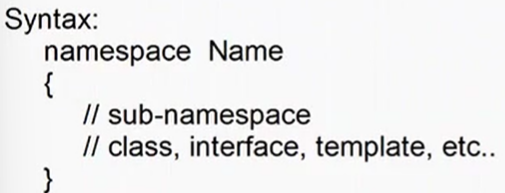 Syntax:
namespace Name
{
// sub-namespace
// class, interface, template, etc..
}